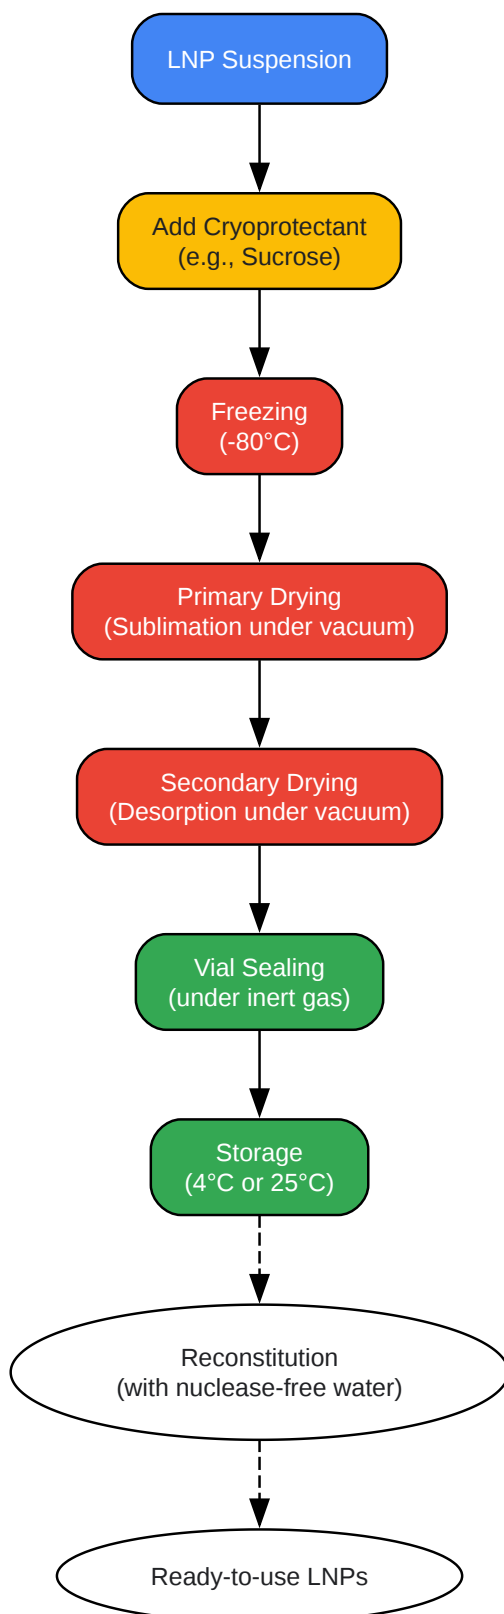 LNP Suspension
Add Cryoprotectant
(e.g., Sucrose)
Freezing
(-80°C)
Primary Drying
(Sublimation under vacuum)
Secondary Drying
(Desorption under vacuum)
Vial Sealing
(under inert gas)
Storage
(4°C or 25°C)
Reconstitution
(with nuclease-free water)
Ready-to-use LNPs